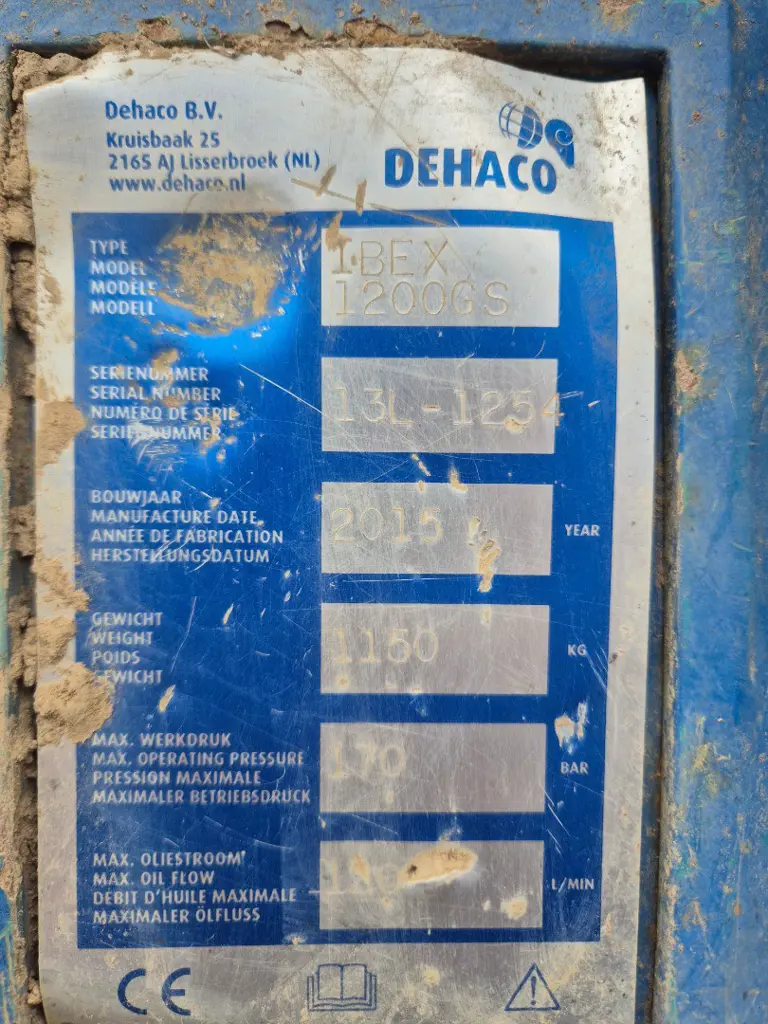 Dehaco B.V.
Kruisbaak 25
2165 AJ Lisserbroek (NL)
www.dehaco.nl
DEHACO
TYPE
MODEL
MODELE
MODELL
IBEX
1200GS
SERIENUMMER
SERIAL NUMBER
NUMÉRO DE SÉRIE
SERIENNUMMER
13L-1254
BOUWJAAR
MANUFACTURE DATE
ANNÉE DE FABRICATION
HERSTELLUNGSDATUM
2015
YEAR
GEWICHT
WEIGHT
POIDS
GEWICHT
1150
KG
MAX. WERKDRUK
MAX. OPERATING PRESSURE
PRESSION MAXIMALE
MAXIMALER BETRIEBSDRUCK
170
BAR
MAX. OLIESTROOM
MAX. OIL FLOW
DÉBIT D'HUILE MAXIMALE
MAXIMALER ÖLFLUSS
L/MIN
CE